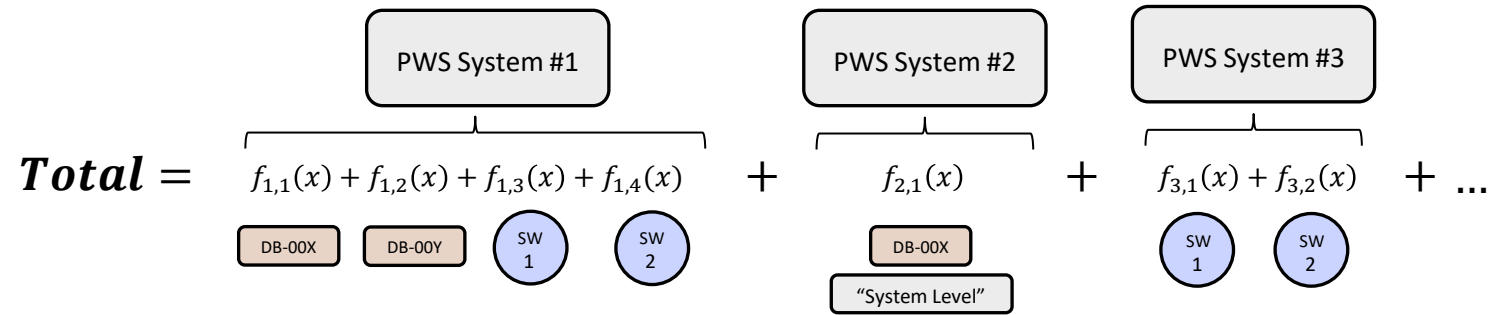 PWS System #1 PWS System #2 PWS System #3
Total = f1,1(x) + f1,2(x) + f1,3(x) + f1,4(x) + f2,1(x) + f3,1(x) + f3,2(x) + …
DB-00X DB-00Y SW 1 SW 2 DB-00X SW 1 SW 2
“System Level”